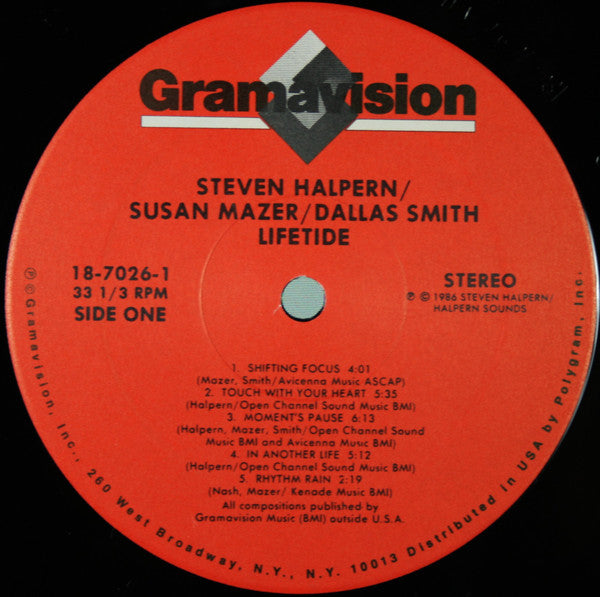 Gramavision
STEVEN HALPERN/
SUSAN MAZER/DALLAS SMITH
LIFETIDE
18-7026-1
33 1/3 RPM
SIDE ONE
STEREO
℗ © 1986 STEVEN HALPERN/
HALPERN SOUNDS
1. SHIFTING FOCUS 4:01
(Mazer, Smith/Avicenna Music ASCAP)
2. TOUCH WITH YOUR HEART 5:35
(Halpern/Open Channel Sound Music BMI)
3. MOMENT'S PAUSE 6:13
(Halpern, Mazer, Smith/Open Channel Sound
Music BMI and Avicenna Music BMI)
4. IN ANOTHER LIFE 5:12
(Halpern/Open Channel Sound Music BMI)
5. RHYTHM RAIN 2:19
(Nash, Mazer/ Kenade Music BMI)
All compositions published by
Gramavision Music (BMI) outside U.S.A.
℗ © Gramavision, Inc., 260 West Broadway, N.Y., N.Y. 10013 Distributed in USA by Polygram, Inc.